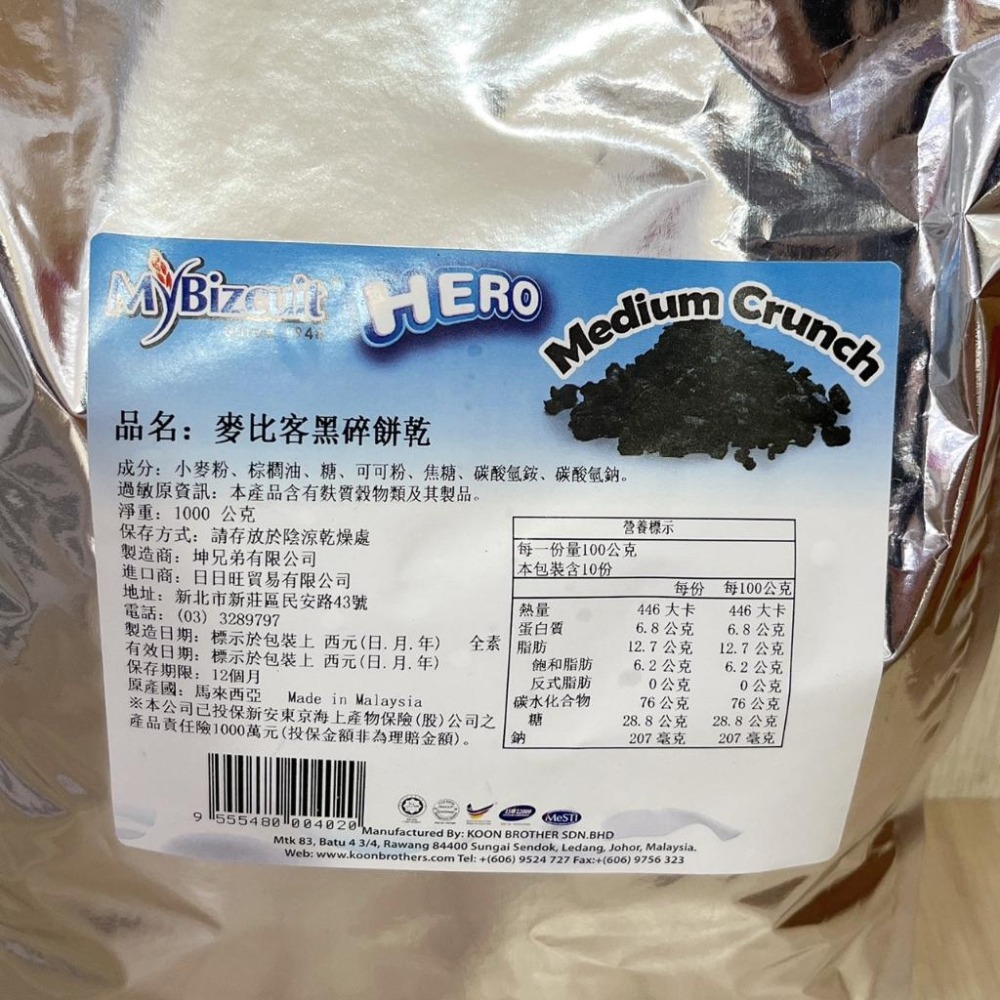 MyBizcuit HERO
Since 1948
Medium Crunch
品名：麥比客黑碎餅乾
成分：小麥粉、棕櫚油、糖、可可粉、焦糖、碳酸氫銨、碳酸氫鈉。
過敏原資訊：本產品含有麩質穀物類及其製品。
淨重：1000 公克
保存方式：請存放於陰涼乾燥處
製造商：坤兄弟有限公司
進口商：日日旺貿易有限公司
地址：新北市新莊區民安路43號
電話：(03) 3289797
製造日期：標示於包裝上 西元(日.月.年) 全素
有效日期：標示於包裝上 西元(日.月.年)
保存期限：12個月
原產國：馬來西亞 Made in Malaysia
※本公司已投保新安東京海上產物保險(股)公司之
產品責任險1000萬元(投保金額非為理賠金額)。
營養標示
每一份量100公克
本包裝含10份
每份 每100公克
熱量 446 大卡 446 大卡
蛋白質 6.8 公克 6.8 公克
脂肪 12.7 公克 12.7 公克
飽和脂肪 6.2 公克 6.2 公克
反式脂肪 0 公克 0 公克
碳水化合物 76 公克 76 公克
糖 28.8 公克 28.8 公克
鈉 207 毫克 207 毫克
9 555480 004020
MeSTI
Manufactured By: KOON BROTHER SDN.BHD
Mtk 83, Batu 4 3/4, Rawang 84400 Sungai Sendok, Ledang, Johor, Malaysia.
Web: www.koonbrothers.com Tel: +(606) 9524 727 Fax:+(606) 9756 323